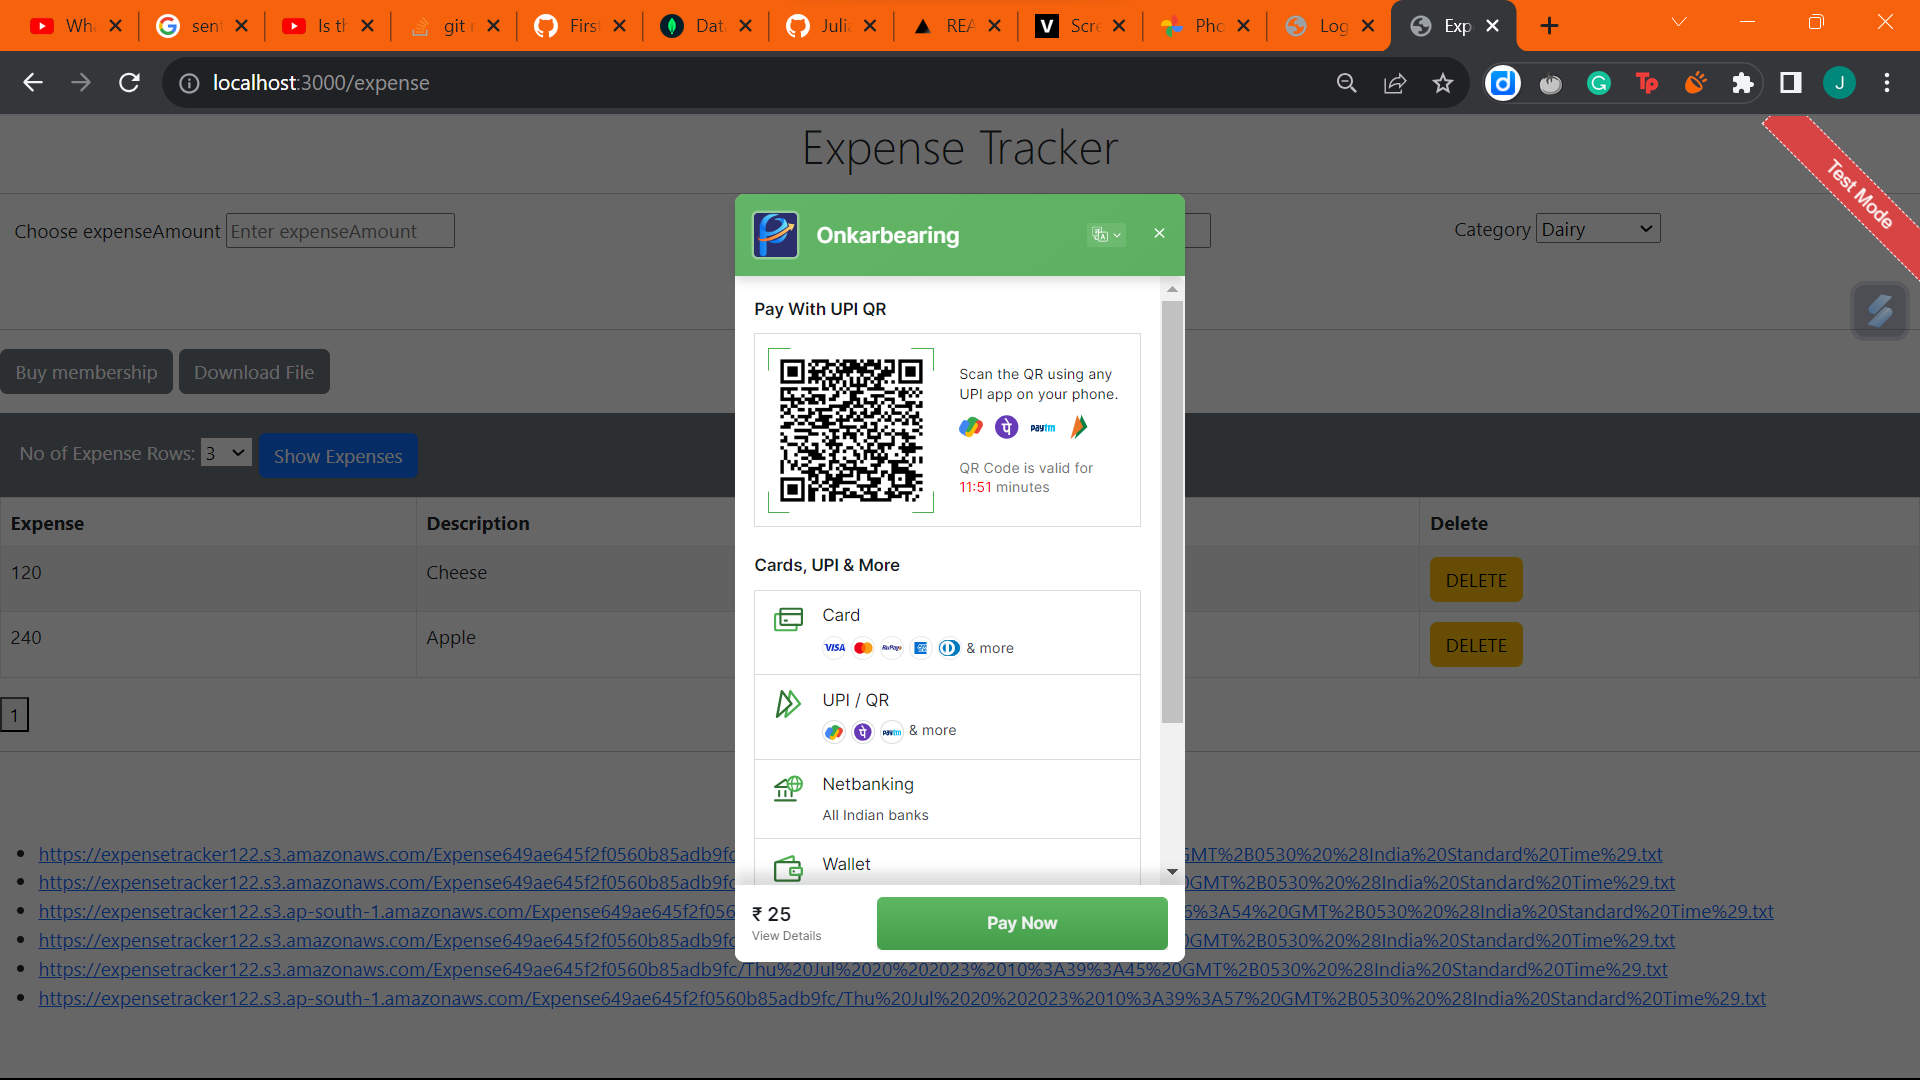 Wh
sen
Is th
git r
First
Data
Julia
REA
Scre
Pho
Log
Exp
localhost:3000/expense
J
Expense Tracker
Test Mode
Choose expenseAmount Enter expenseAmount
Category Dairy
Onkarbearing
Pay With UPI QR
Scan the QR using any
UPI app on your phone.
paytm
QR Code is valid for
11:51 minutes
Buy membership
Download File
No of Expense Rows: 3 Show Expenses
Expense Description Delete
120 Cheese DELETE
240 Apple DELETE
1
Cards, UPI & More
Card
VISA RuPay & more
UPI / QR
paytm & more
Netbanking
All Indian banks
Wallet
₹ 25
View Details
Pay Now
https://expensetracker122.s3.amazonaws.com/Expense649ae645f2f0560b85adb9fc GMT%2B0530%20%28India%20Standard%20Time%29.txt
https://expensetracker122.s3.amazonaws.com/Expense649ae645f2f0560b85adb9fc 0GMT%2B0530%20%28India%20Standard%20Time%29.txt
https://expensetracker122.s3.ap-south-1.amazonaws.com/Expense649ae645f2f056 6%3A54%20GMT%2B0530%20%28India%20Standard%20Time%29.txt
https://expensetracker122.s3.amazonaws.com/Expense649ae645f2f0560b85adb9fc 0GMT%2B0530%20%28India%20Standard%20Time%29.txt
https://expensetracker122.s3.amazonaws.com/Expense649ae645f2f0560b85adb9fc/Thu%20Jul%2020%202023%2010%3A39%3A45%20GMT%2B0530%20%28India%20Standard%20Time%29.txt
https://expensetracker122.s3.ap-south-1.amazonaws.com/Expense649ae645f2f0560b85adb9fc/Thu%20Jul%2020%202023%2010%3A39%3A57%20GMT%2B0530%20%28India%20Standard%20Time%29.txt